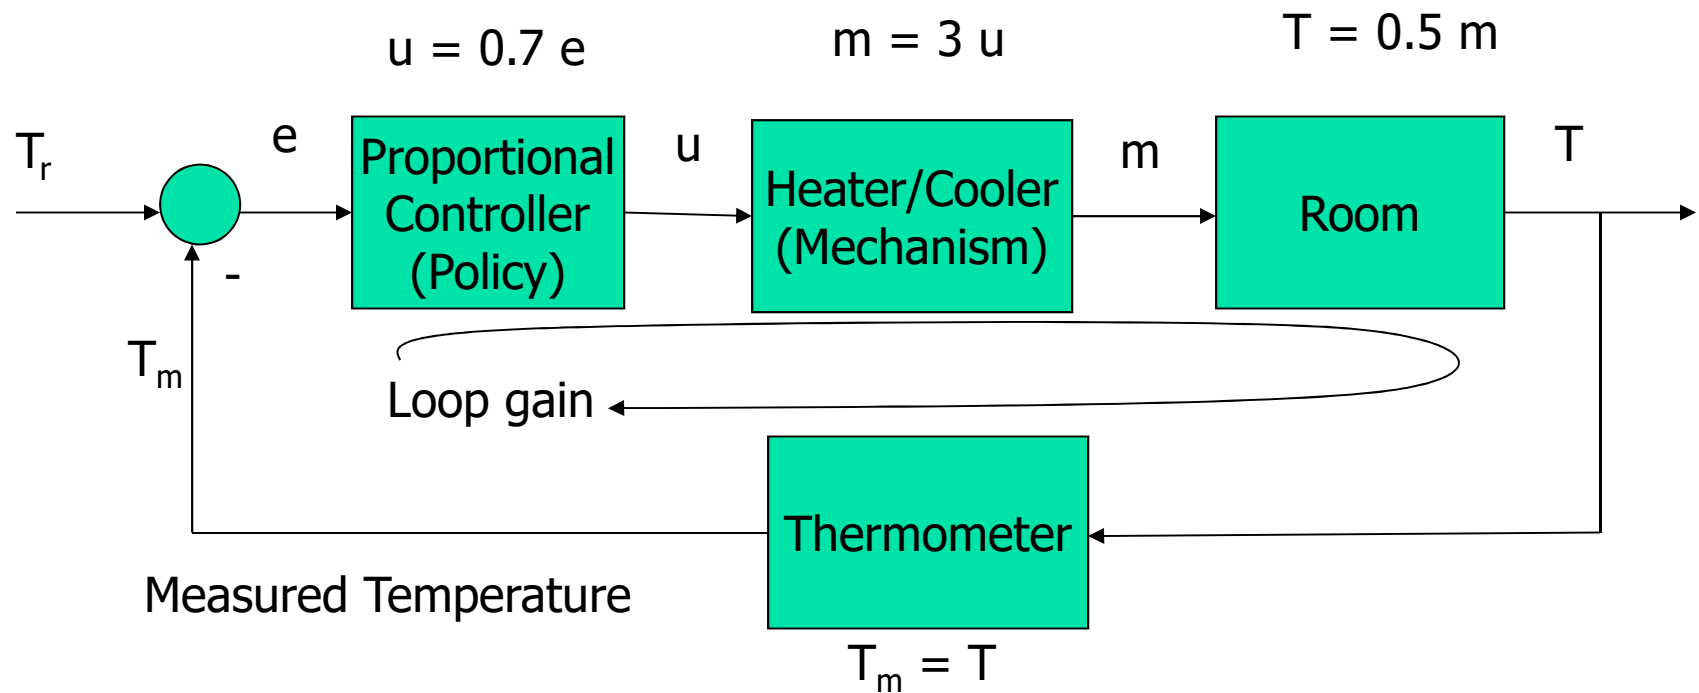 u = 0.7 e
m = 3 u
T = 0.5 m
Tr
e
Proportional
Controller
(Policy)
u
Heater/Cooler
(Mechanism)
m
Room
T
-
Tm
Loop gain
Thermometer
Measured Temperature
Tm = T